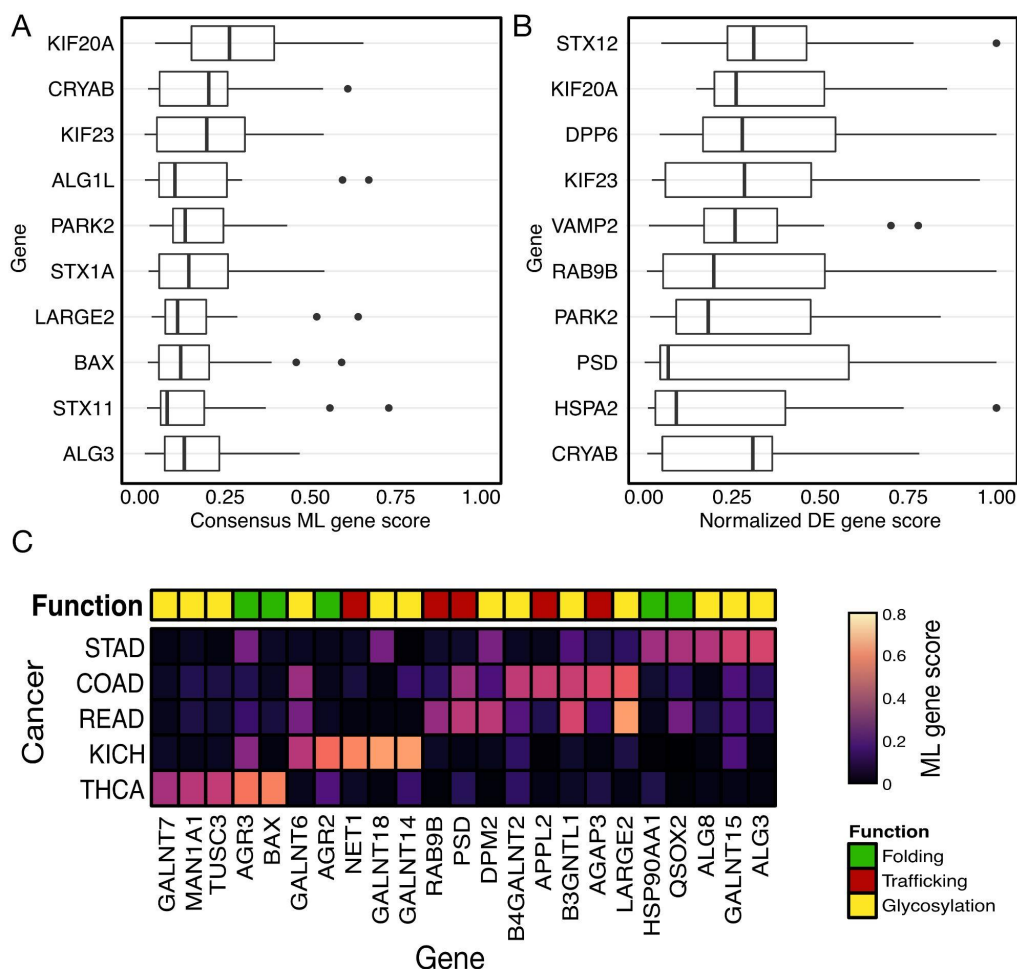 A
KIF20A
CRYAB
KIF23
ALG1L
PARK2
STX1A
LARGE2
BAX
STX11
ALG3
Gene
0.00 0.25 0.50 0.75 1.00
Consensus ML gene score
B
STX12
KIF20A
DPP6
KIF23
VAMP2
RAB9B
PARK2
PSD
HSPA2
CRYAB
Gene
0.00 0.25 0.50 0.75 1.00
Normalized DE gene score
C
Function
STAD
COAD
READ
KICH
THCA
Cancer
GALNT7
MAN1A1
TUSC3
AGR3
BAX
GALNT6
AGR2
NET1
GALNT18
GALNT14
RAB9B
PSD
DPM2
B4GALNT2
APPL2
B3GNTL1
AGAP3
LARGE2
HSP90AA1
QSOX2
ALG8
GALNT15
ALG3
Gene
0.8
0.6
0.4
0.2
0
ML gene score
Function
Folding
Trafficking
Glycosylation